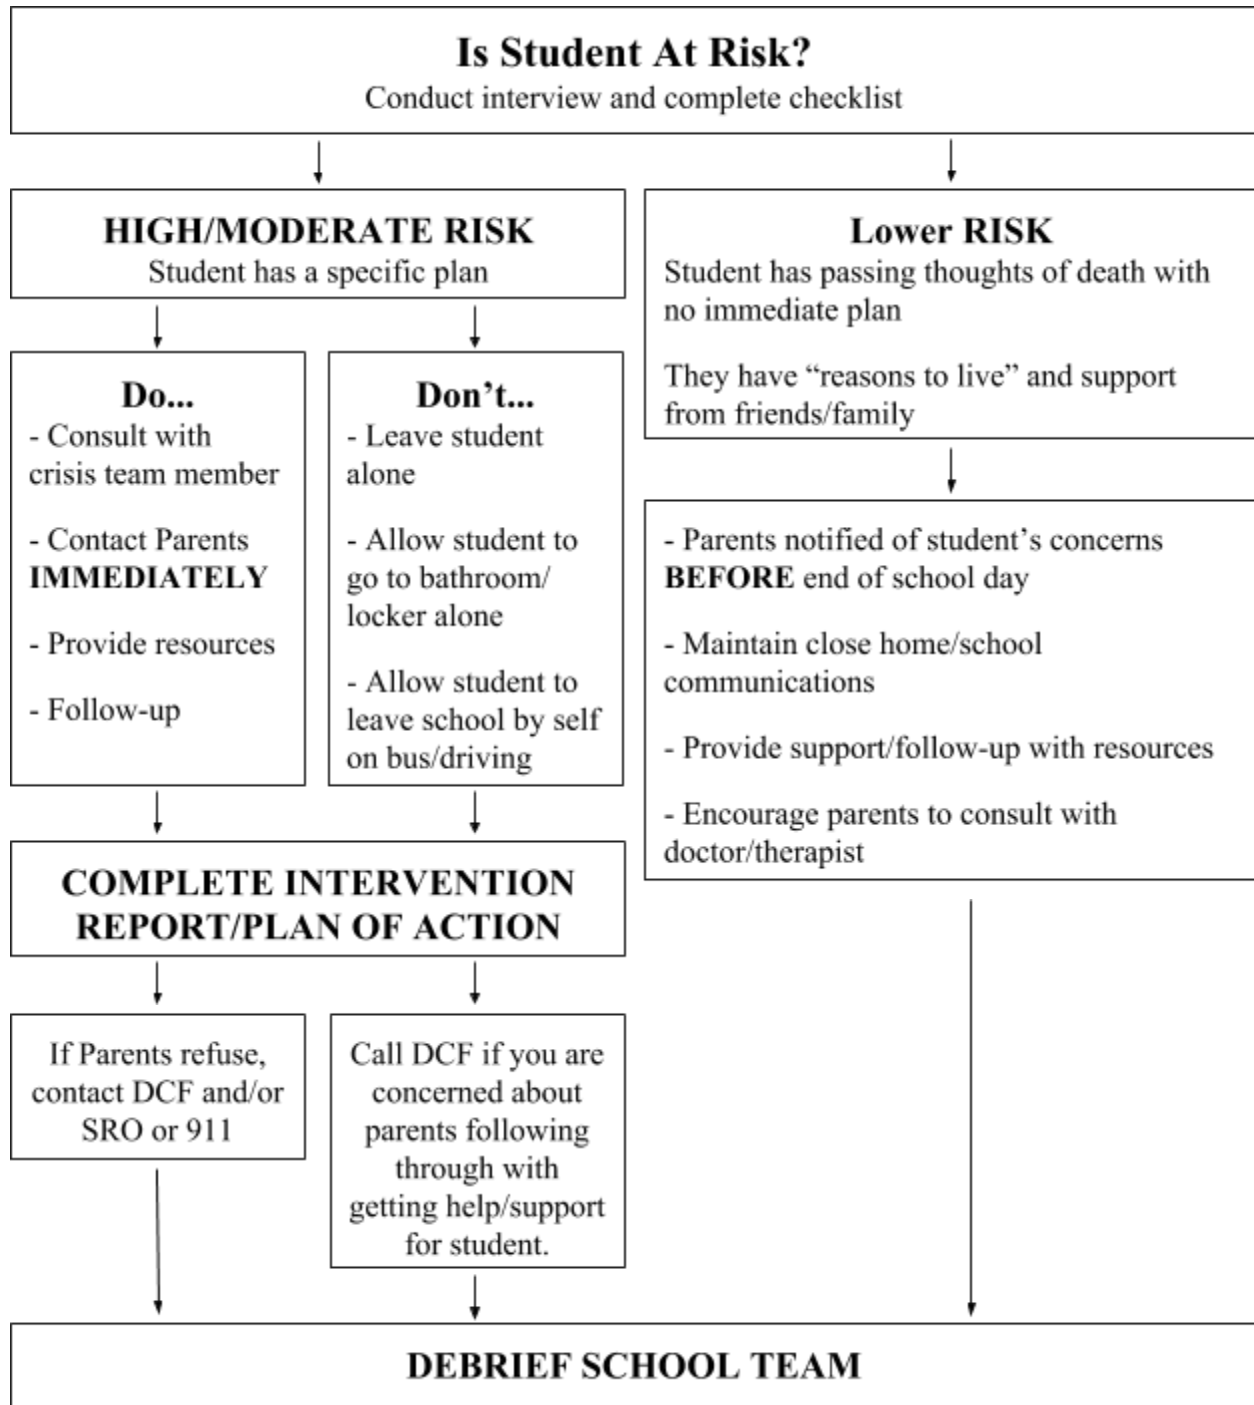 Is Student At Risk?
Conduct interview and complete checklist
HIGH/MODERATE RISK
Student has a specific plan
Do...
- Consult with
crisis team member
- Contact Parents
IMMEDIATELY
- Provide resources
- Follow-up
Don’t...
- Leave student
alone
- Allow student to
go to bathroom/
locker alone
- Allow student to
leave school by self
on bus/driving
COMPLETE INTERVENTION
REPORT/PLAN OF ACTION
If Parents refuse,
contact DCF and/or
SRO or 911
Call DCF if you are
concerned about
parents following
through with
getting help/support
for student.
Lower RISK
Student has passing thoughts of death with
no immediate plan
They have “reasons to live” and support
from friends/family
- Parents notified of student’s concerns
BEFORE end of school day
- Maintain close home/school
communications
- Provide support/follow-up with resources
- Encourage parents to consult with
doctor/therapist
DEBRIEF SCHOOL TEAM